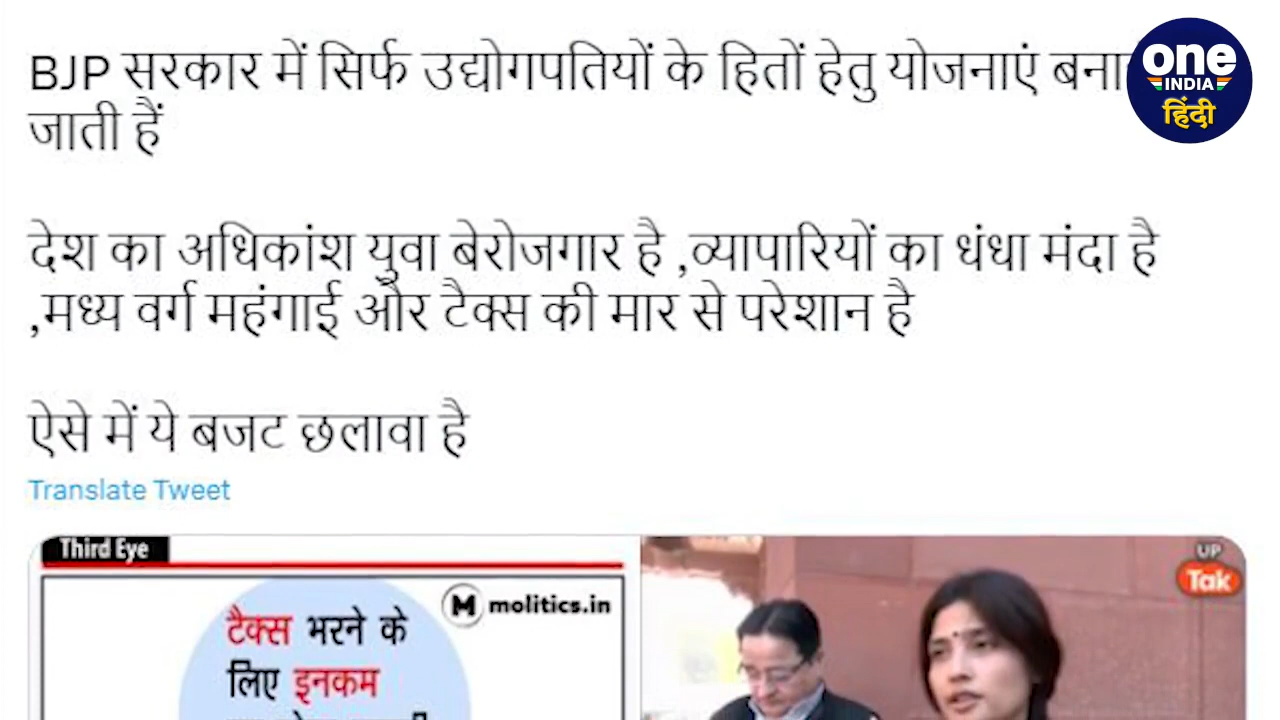 BJP सरकार में सिर्फ उद्योगपतियों के हितों हेतु योजनाएं
जाती हैं
देश का अधिकांश युवा बेरोजगार है ,व्यापारियों का धंधा मंदा है
,मध्य वर्ग महंगाई और टैक्स की मार से परेशान है
ऐसे में ये बजट छलावा है
Translate Tweet
one
INDIA
हिंदी
Third Eye
molitics.in
टैक्स भरने के
लिए इनकम
UP
Tak